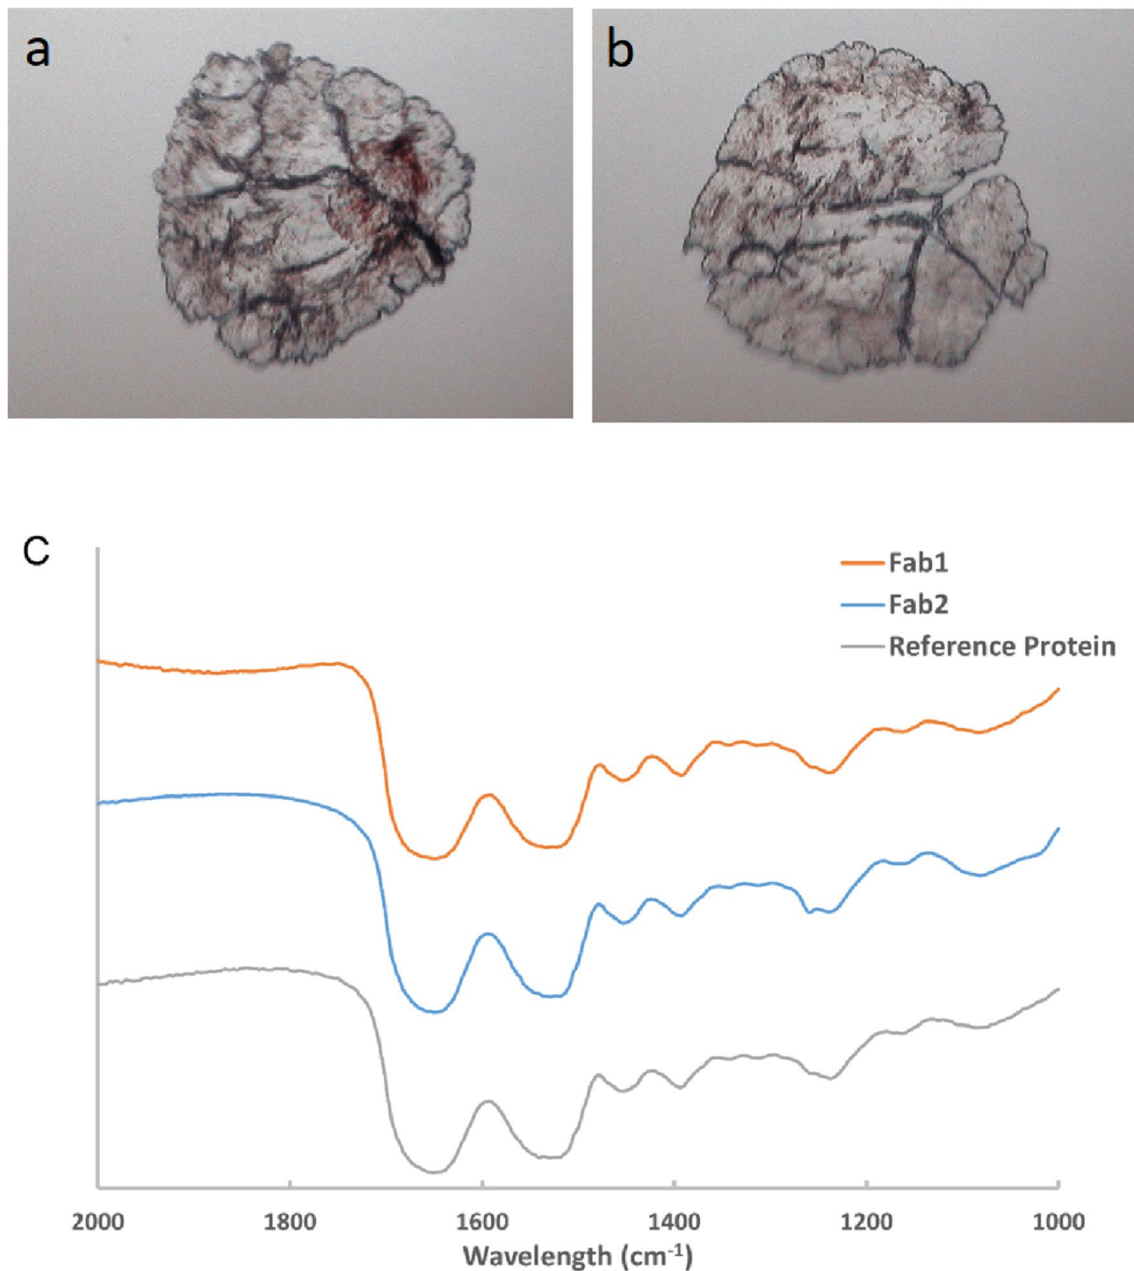 a
b
C
Fab1
Fab2
Reference Protein
2000
1800
1600
1400
1200
1000
Wavelength (cm⁻¹)